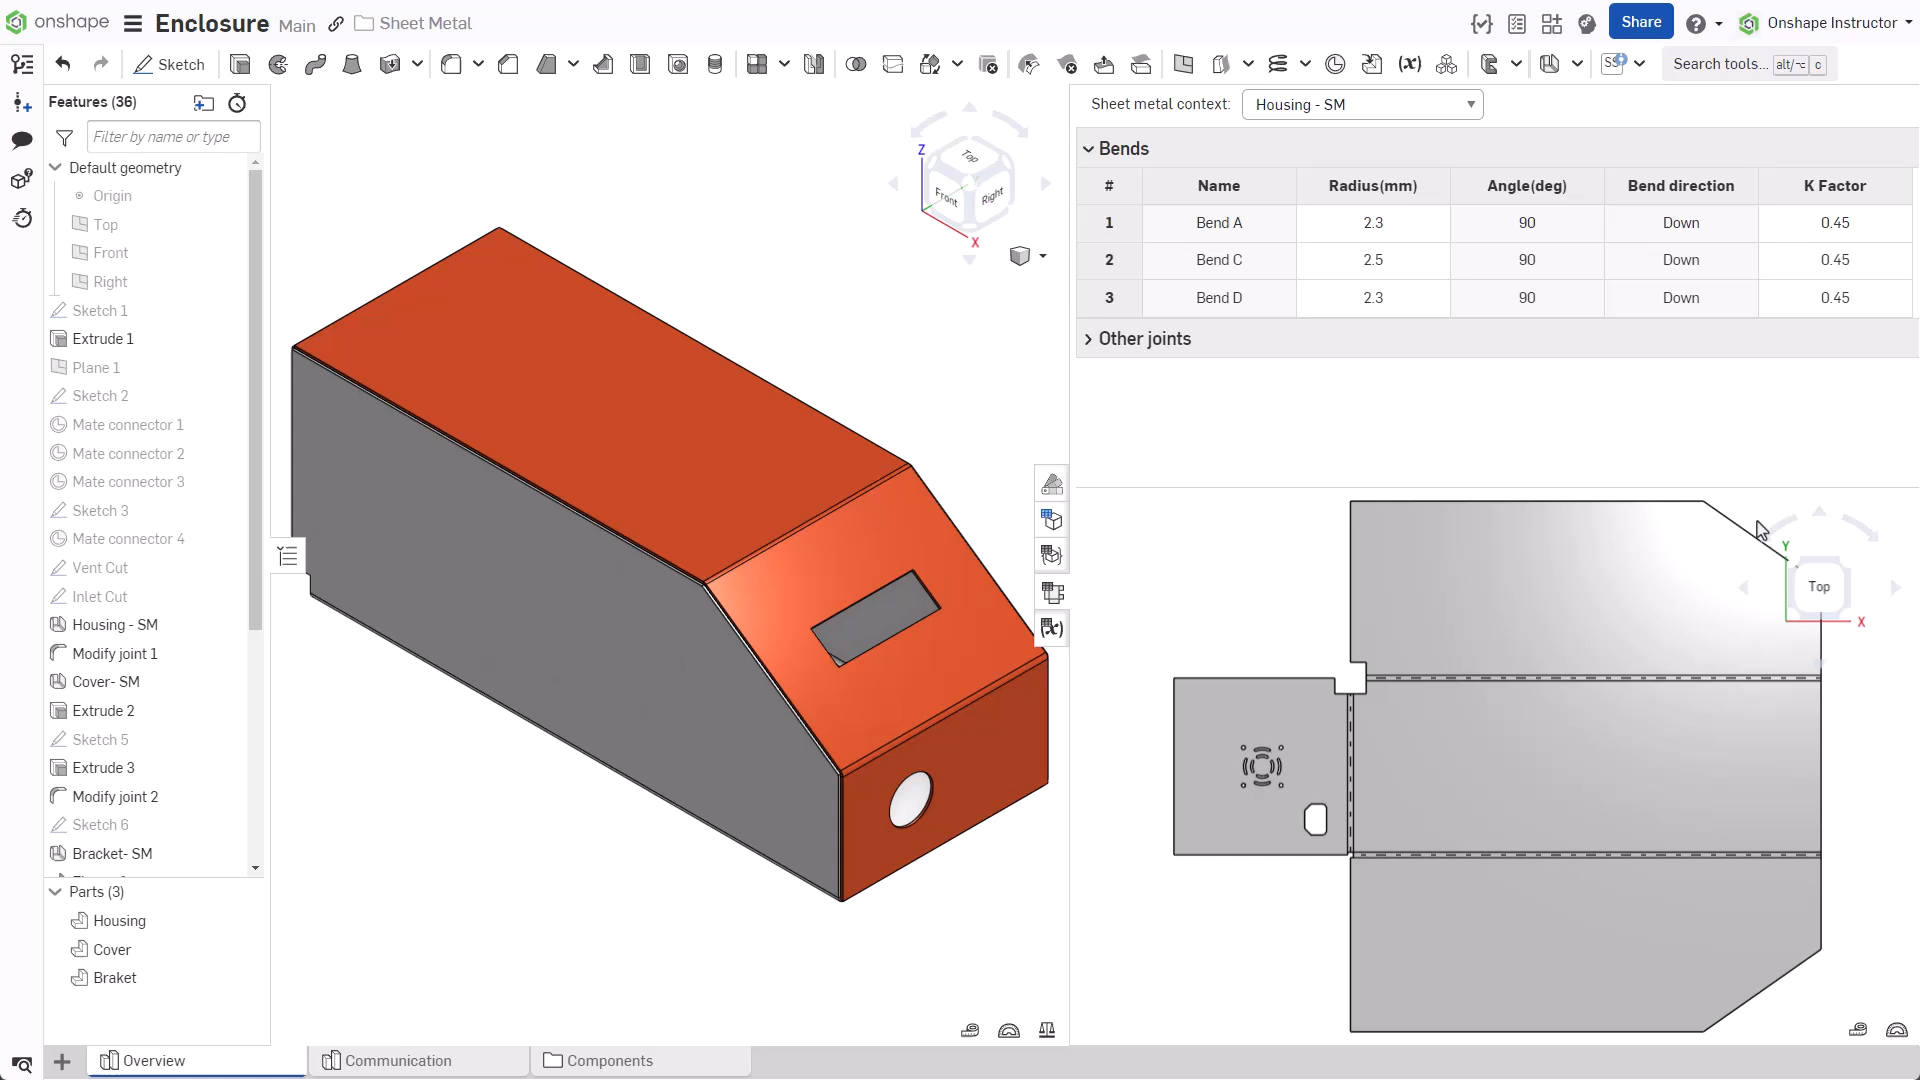 onshape Enclosure Main Sheet Metal Share Onshape Instructor
Sketch Search tools... alt/⌥ c
Features (36)
Filter by name or type
Default geometry
Origin
Top
Front
Right
Sketch 1
Extrude 1
Plane 1
Sketch 2
Mate connector 1
Mate connector 2
Mate connector 3
Sketch 3
Mate connector 4
Vent Cut
Inlet Cut
Housing - SM
Modify joint 1
Cover- SM
Extrude 2
Sketch 5
Extrude 3
Modify joint 2
Sketch 6
Bracket- SM
Parts (3)
Housing
Cover
Braket
Z
Top
Front Right
X
Sheet metal context: Housing - SM
Bends
# Name Radius(mm) Angle(deg) Bend direction K Factor
1 Bend A 2.3 90 Down 0.45
2 Bend C 2.5 90 Down 0.45
3 Bend D 2.3 90 Down 0.45
Other joints
Y
Top
X
Overview Communication Components